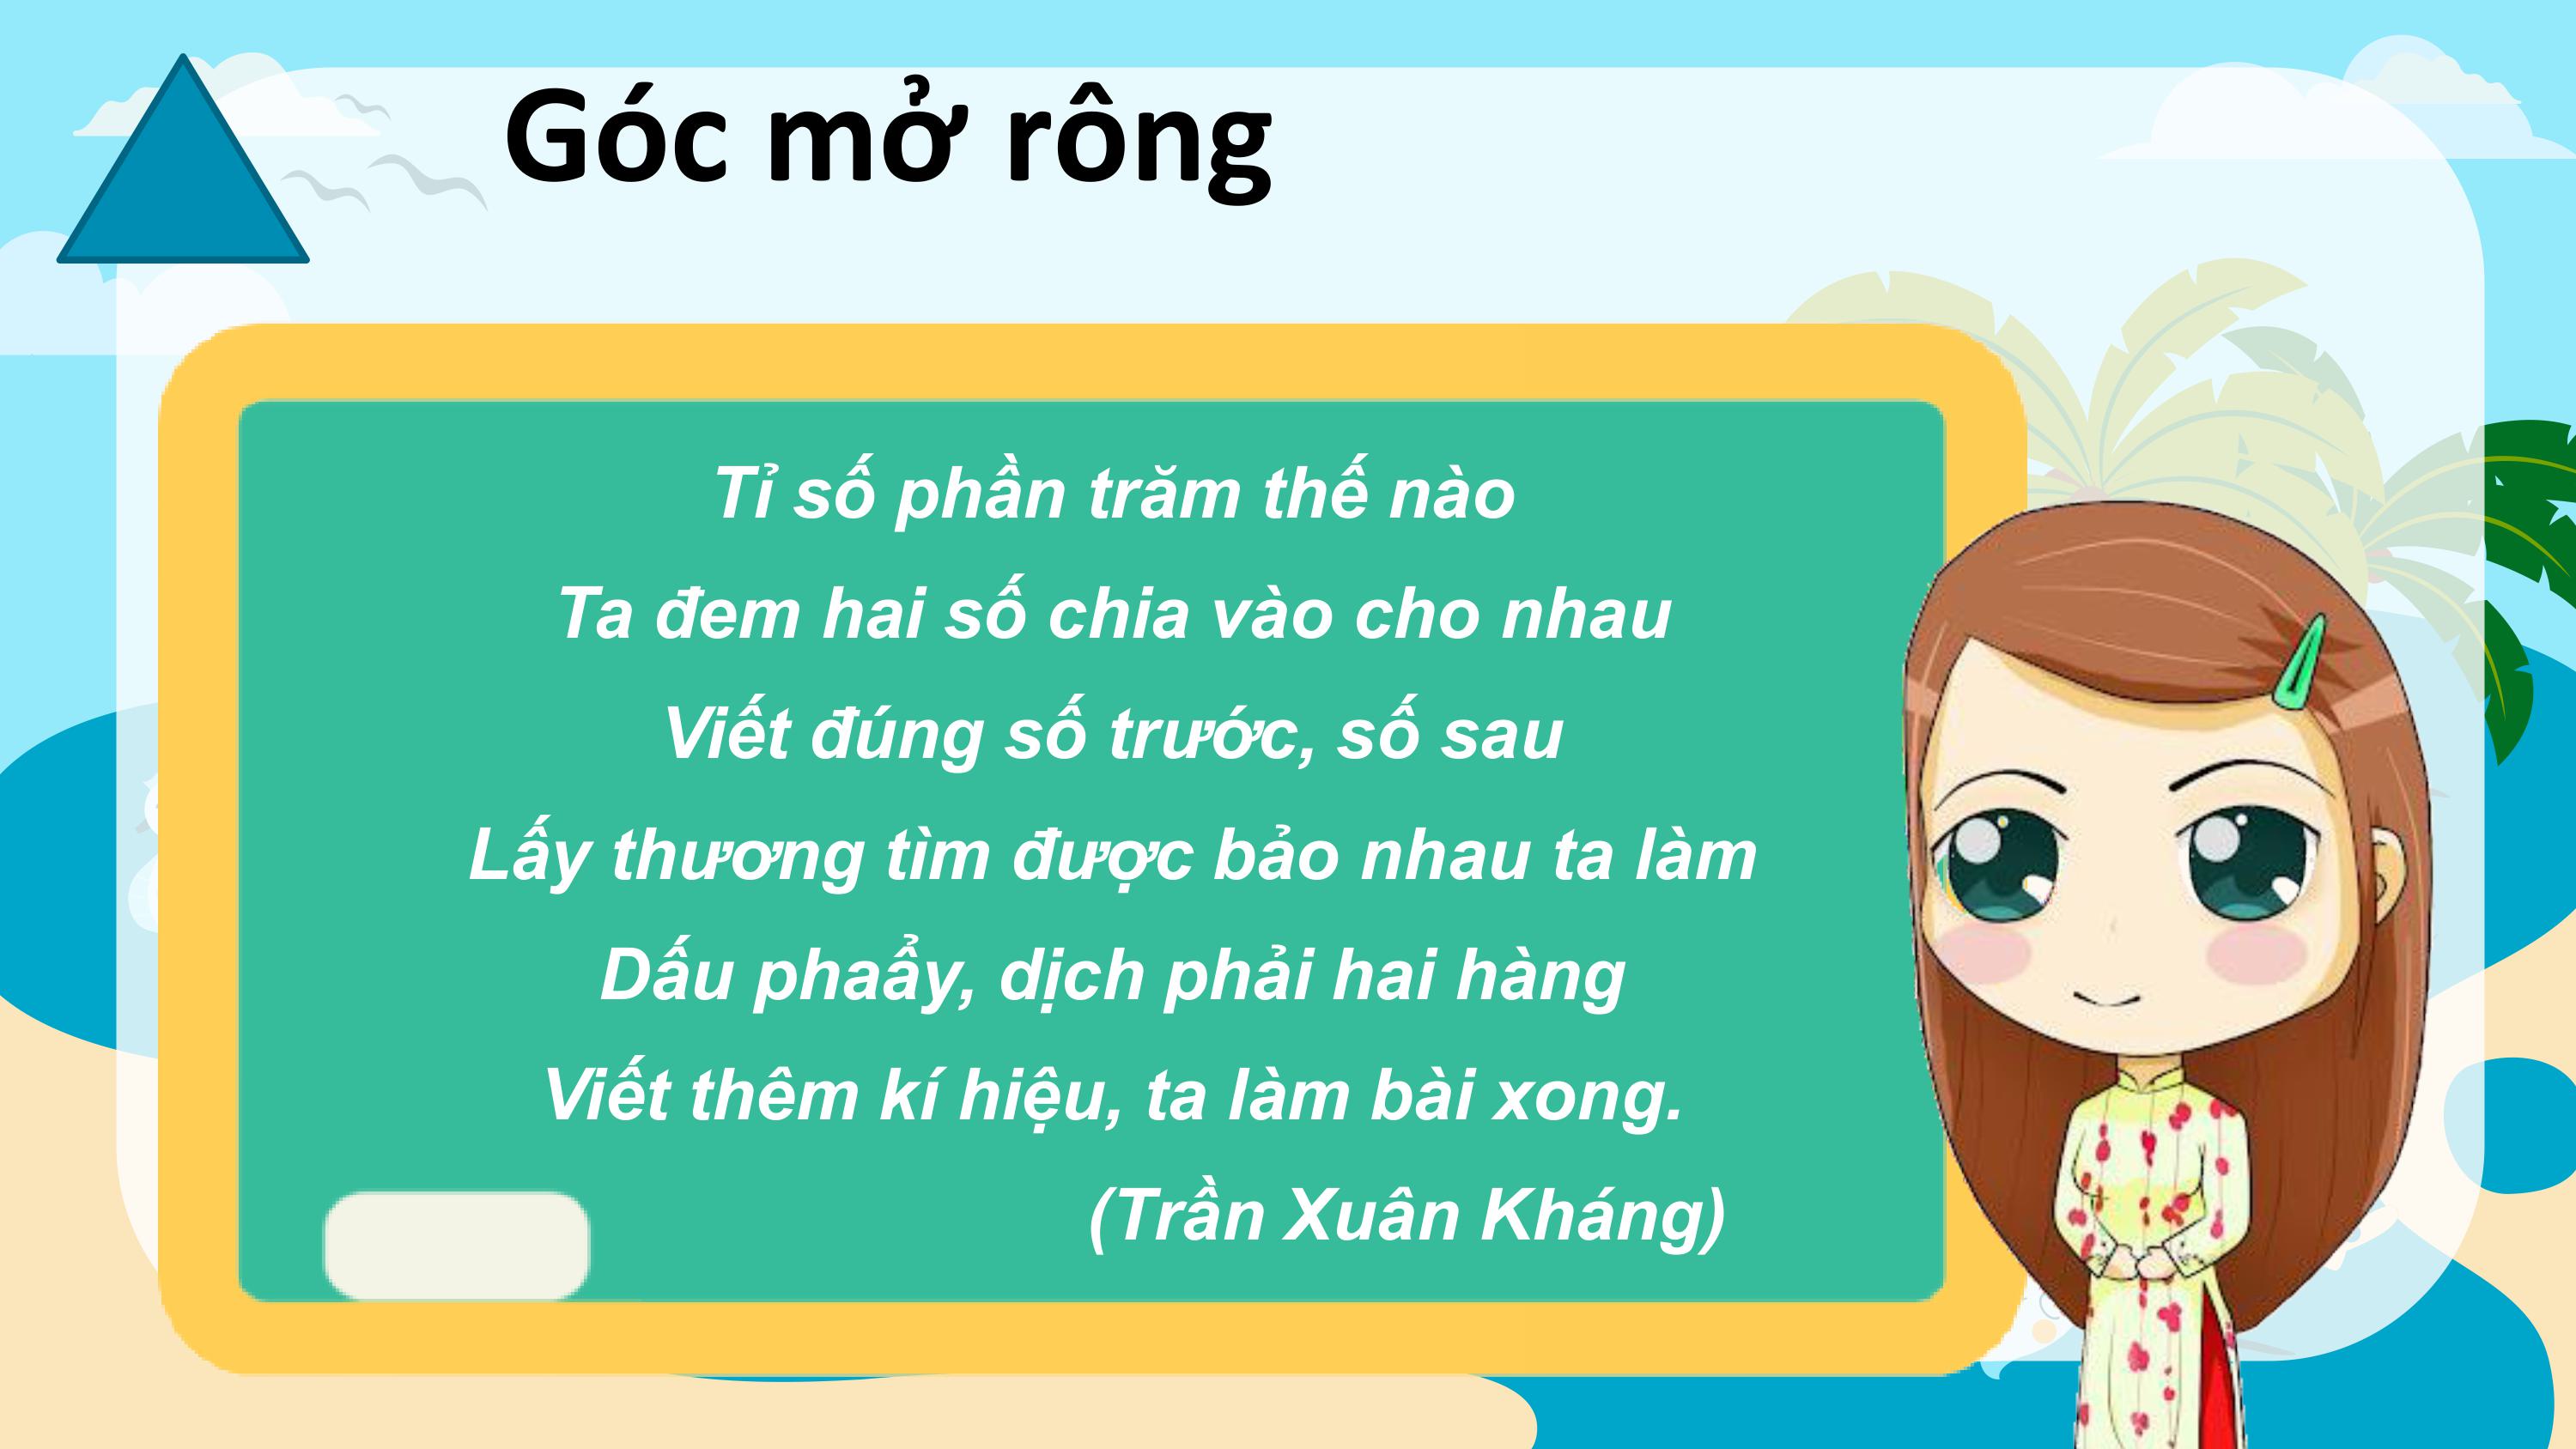 Góc mở rông
Tỉ số phần trăm thế nào
Ta đem hai số chia vào cho nhau
Viết đúng số trước, số sau
Lấy thương tìm được bảo nhau ta làm
Dấu phaẩy, dịch phải hai hàng
Viết thêm kí hiệu, ta làm bài xong.
(Trần Xuân Kháng)